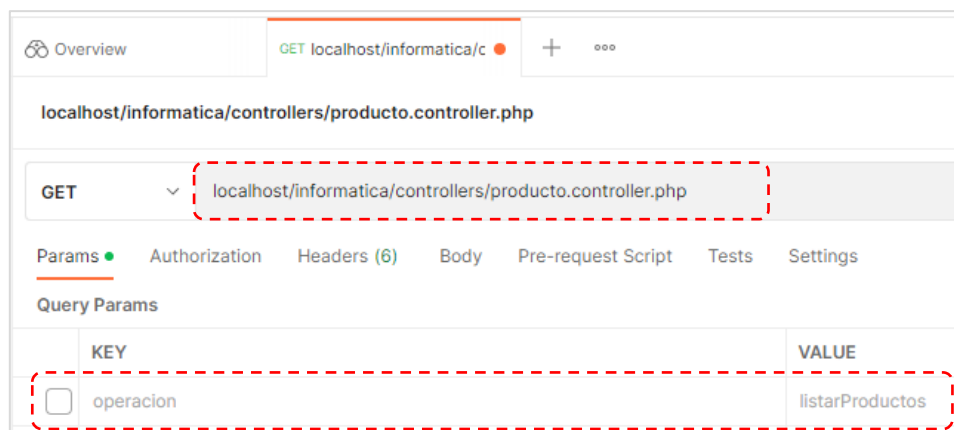 Overview GET localhost/informatica/c
localhost/informatica/controllers/producto.controller.php
GET localhost/informatica/controllers/producto.controller.php
Params Authorization Headers (6) Body Pre-request Script Tests Settings
Query Params
KEY VALUE
operacion listarProductos